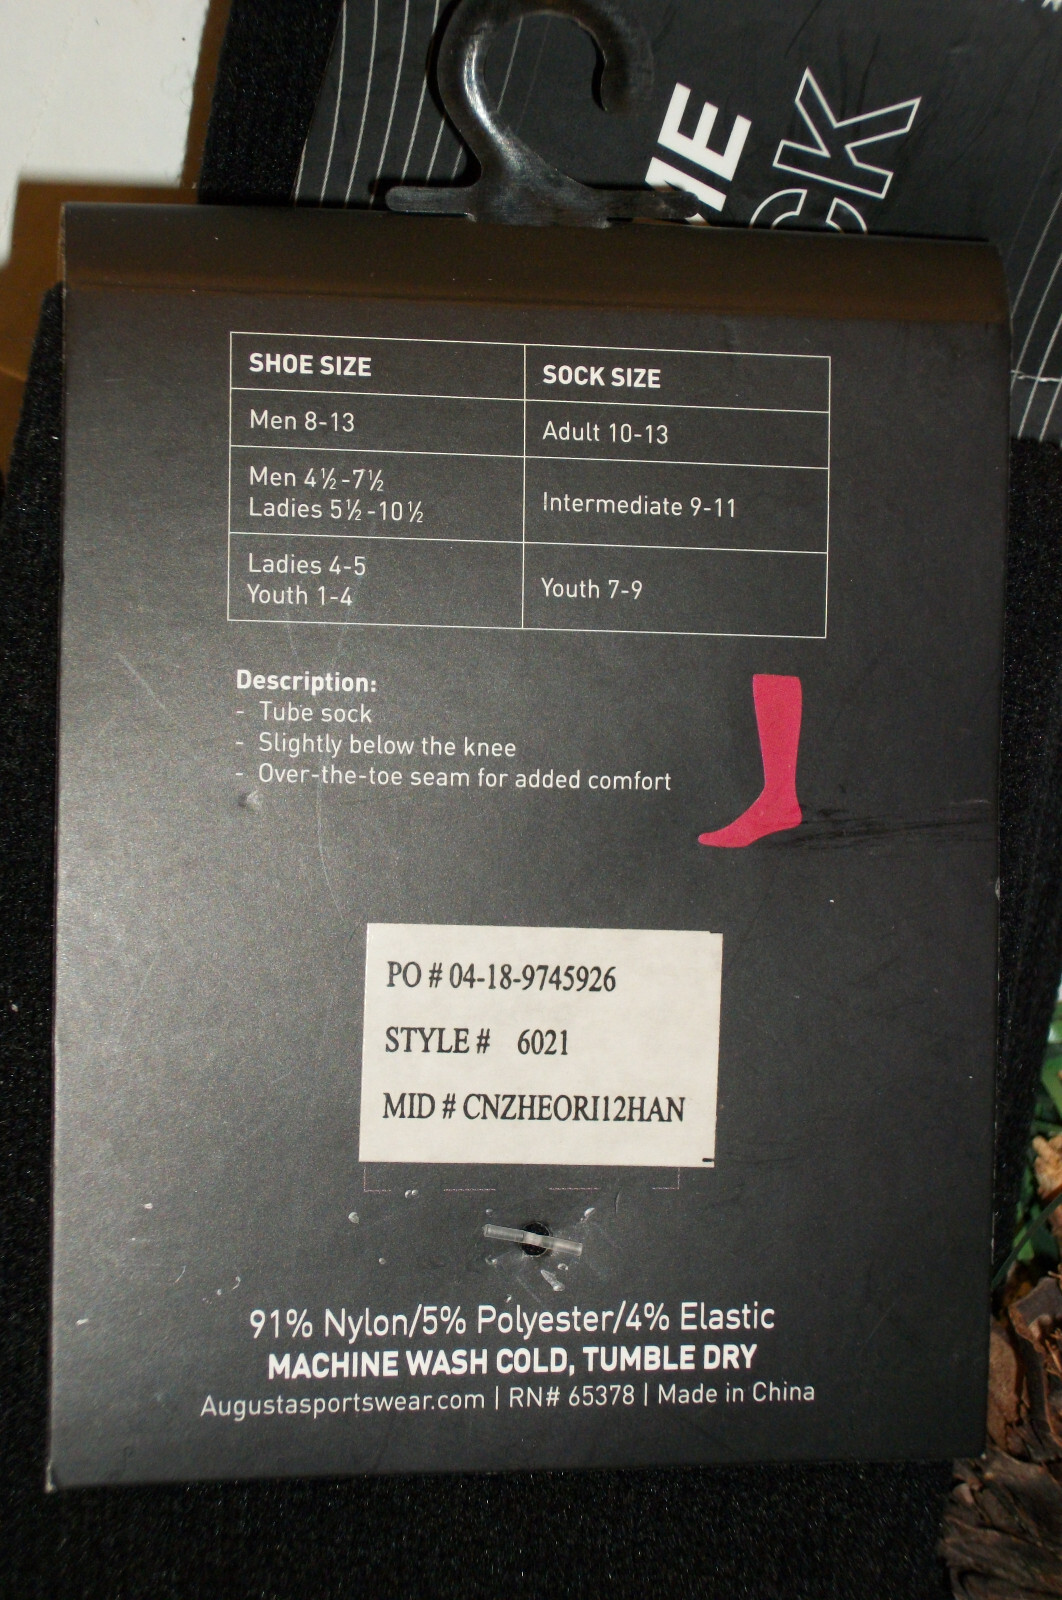 SHOE SIZE
SOCK SIZE
Men 8-13
Adult 10-13
Men 4½-7½
Ladies 5½-10½
Intermediate 9-11
Ladies 4-5
Youth 1-4
Youth 7-9
Description:
- Tube sock
- Slightly below the knee
- Over-the-toe seam for added comfort
PO # 04-18-9745926
STYLE # 6021
MID # CNZHEORI12HAN
91% Nylon/5% Polyester/4% Elastic
MACHINE WASH COLD, TUMBLE DRY
Augustasportswear.com | RN# 65378 | Made in China